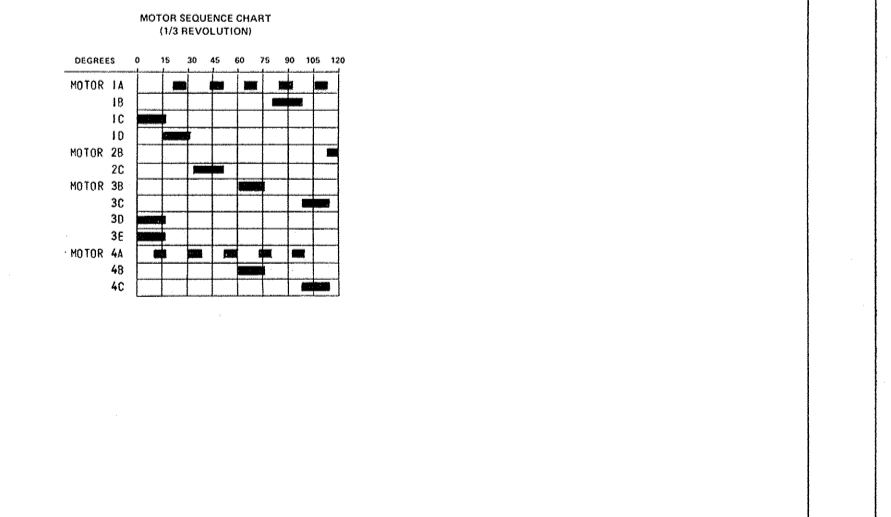 MOTOR SEQUENCE CHART
(1/3 REVOLUTION)
DEGREES 0 15 30 45 60 75 90 105 120
MOTOR 1A
1B
1C
1D
MOTOR 2B
2C
MOTOR 3B
3C
3D
3E
MOTOR 4A
4B
4C